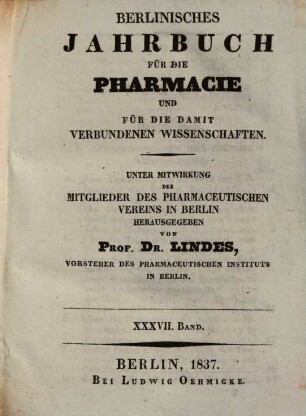 BERLINISCHES
JAHRBUCH
FÜR DIE
PHARMACIE
UND
FÜR DIE DAMIT
VERBUNDENEN WISSENSCHAFTEN.
UNTER MITWIRKUNG
DER
MITGLIEDER DES PHARMACEUTISCHEN
VEREINS IN BERLIN
HERAUSGEGEBEN
VON
PROF. DR. LINDES,
VORSTEHER DES PHARMACEUTISCHEN INSTITUTS
IN BERLIN.
XXXVII. BAND.
BERLIN, 1837.
BEI LUDWIG OEHMIGKE.